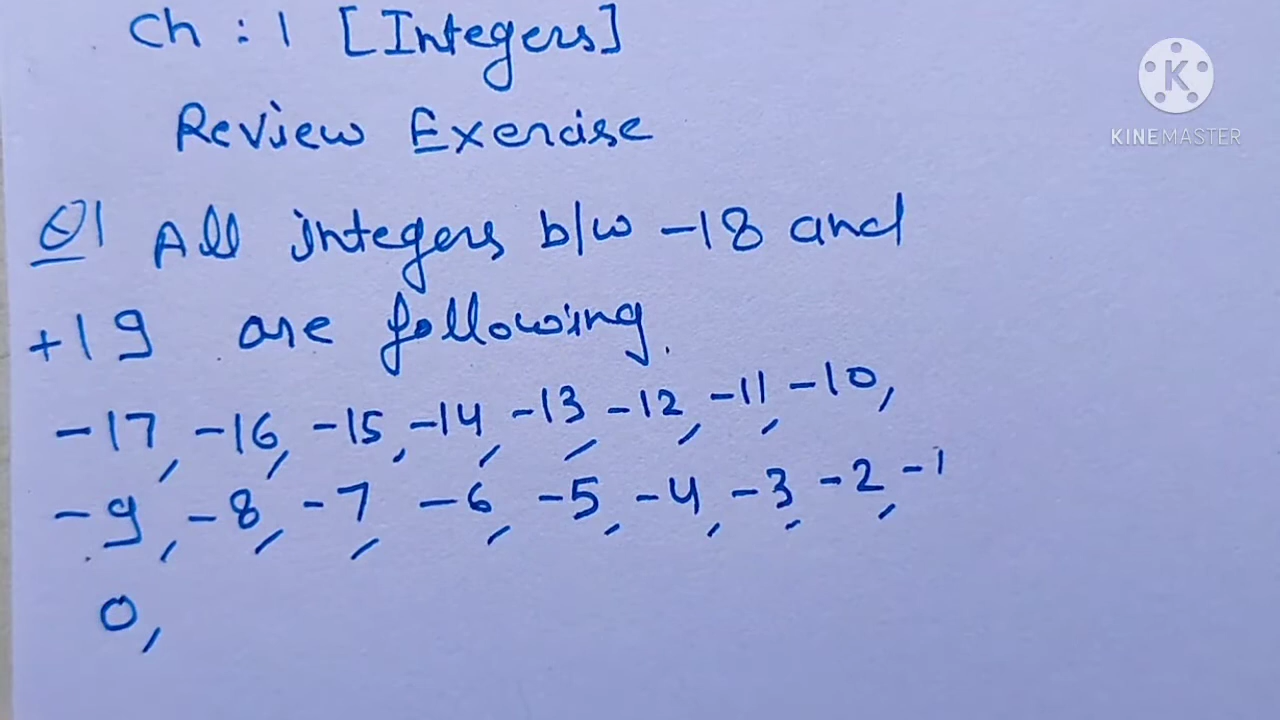 Ch : 1 [Integers]
K
KINEMASTER
Review Exercise
Q1 All integers b/w -18 and
+19 are following.
-17, -16, -15, -14, -13, -12, -11, -10,
-9, -8, -7, -6, -5, -4, -3, -2, -1
0,